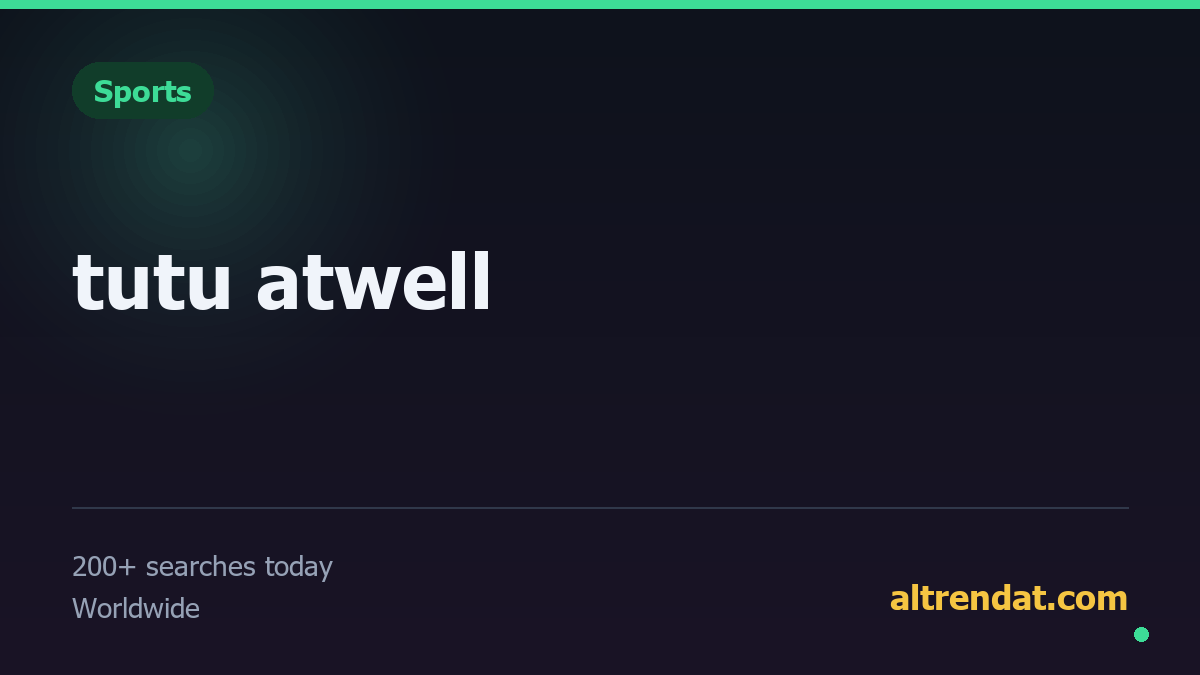 Sports
tutu atwell
200+ searches today
Worldwide
altrendat.com